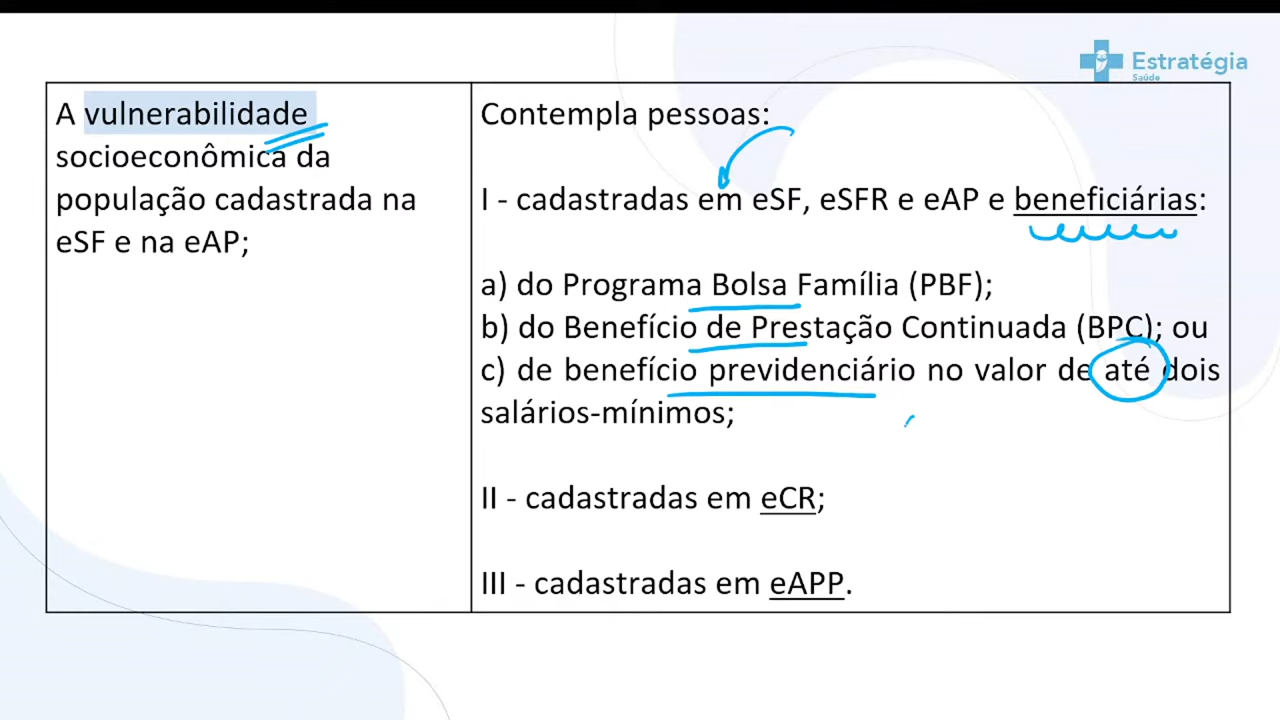 Estratégia
Saúde
A vulnerabilidade
socioeconômica da
população cadastrada na
eSF e na eAP;
Contempla pessoas:
I - cadastradas em eSF, eSFR e eAP e beneficiárias:
a) do Programa Bolsa Família (PBF);
b) do Benefício de Prestação Continuada (BPC); ou
c) de benefício previdenciário no valor de até dois
salários-mínimos;
II - cadastradas em eCR;
III - cadastradas em eAPP.